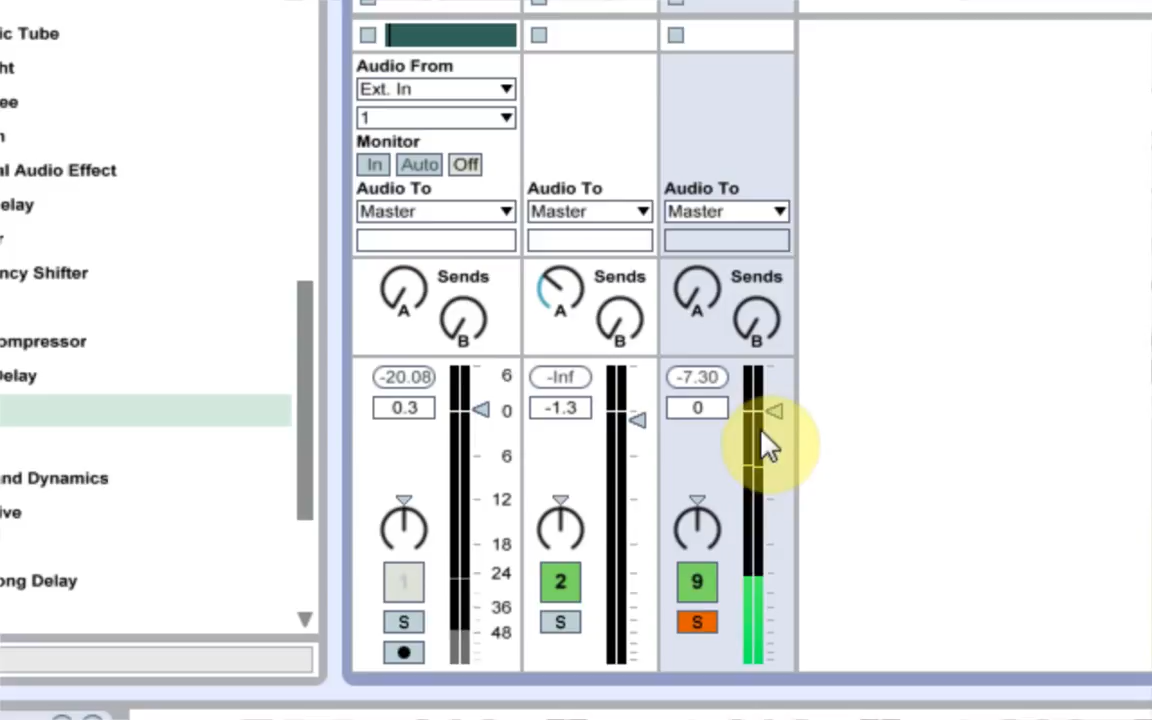 ic Tube
ht
ee
n
al Audio Effect
elay
r
ncy Shifter
ompressor
Delay
and Dynamics
ive
ong Delay
Audio From
Ext. In
1
Monitor
In Auto Off
Audio To Audio To Audio To
Master Master Master
Sends Sends Sends
A A A
B B B
-20.08 6 -Inf -7.30
0.3 0 -1.3 0
6
12
18
24
36
48
1 2 9
S S S